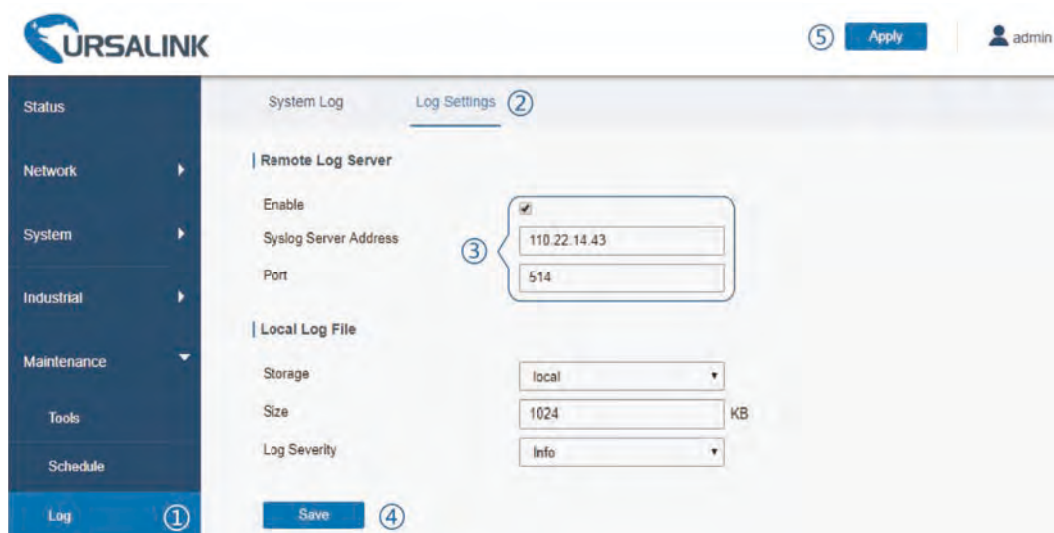 URSALINK
⑤ Apply admin
Status
System Log Log Settings ②
Network
Remote Log Server
Enable
System
Syslog Server Address 110.22.14.43
③
Port 514
Industrial
Local Log File
Maintenance
Storage local
Tools
Size 1024 KB
Log Severity Info
Schedule
Log ①
Save ④